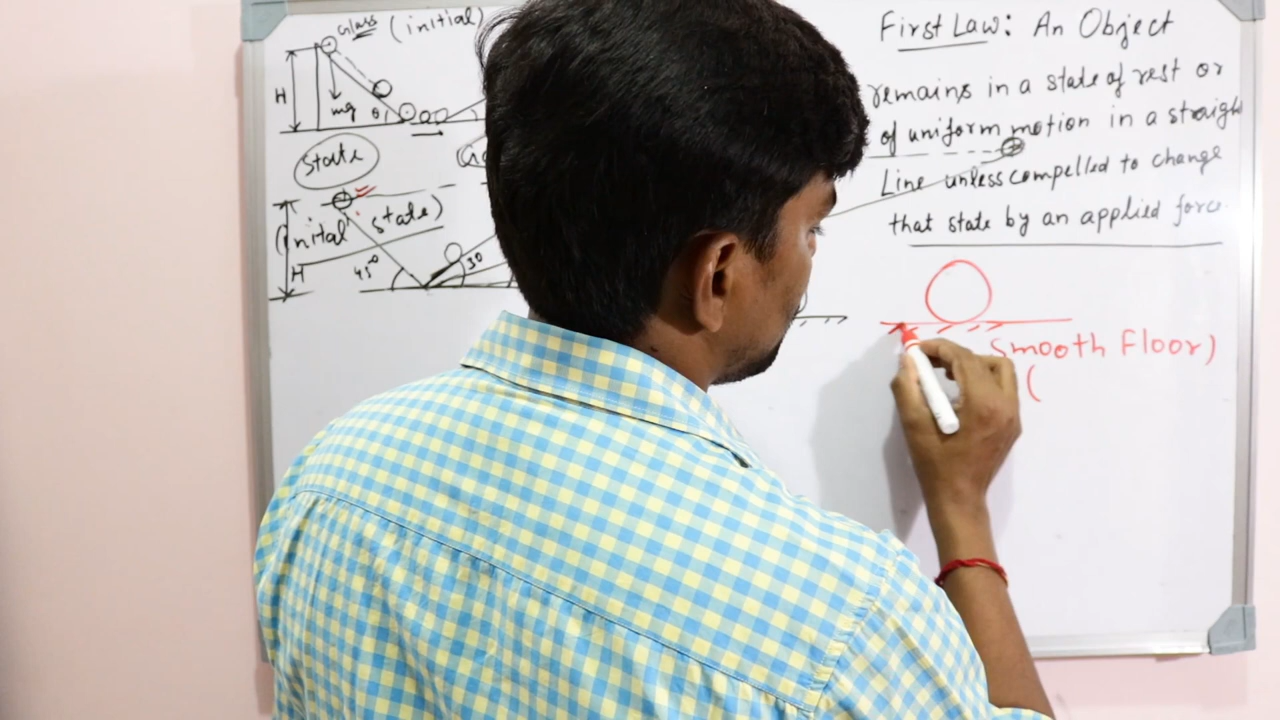 Glass (initial)
H
mg
θ
state
(inital state)
H
45°
30
First Law: An Object
remains in a state of rest or
of uniform motion in a straight
Line unless compelled to change
that state by an applied force.
Smooth Floor)
(